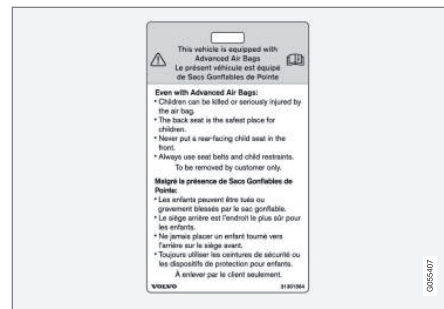 This vehicle is equipped with
Advanced Air Bags
Le présent véhicule est équipé
de Sacs Gonflables de Pointe
Even with Advanced Air Bags:
• Children can be killed or seriously injured by
the air bag.
• The back seat is the safest place for
children.
• Never put a rear-facing child seat in the
front.
• Always use seat belts and child restraints.
To be removed by customer only.
Malgré la présence de Sacs Gonflables de
Pointe:
• Les enfants peuvent être tués ou
gravement blessés par le sac gonflable.
• Le siège arrière est l'endroit le plus sûr pour
les enfants.
• Ne jamais placer un enfant tourné vers
l'arrière sur le siège avant.
• Toujours utiliser les ceintures de sécurité ou
les dispositifs de protection pour enfants.
À enlever par le client seulement.
VOLVO 31301564
G055407